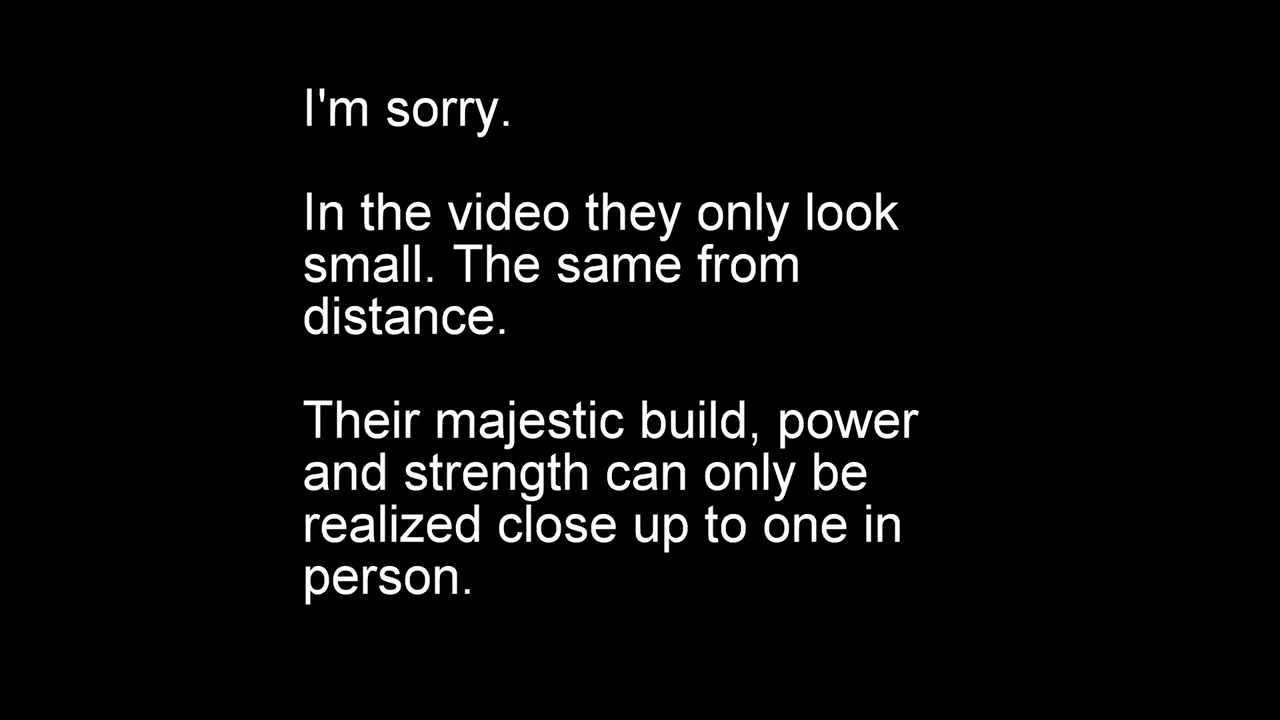 I'm sorry.
In the video they only look
small. The same from
distance.
Their majestic build, power
and strength can only be
realized close up to one in
person.